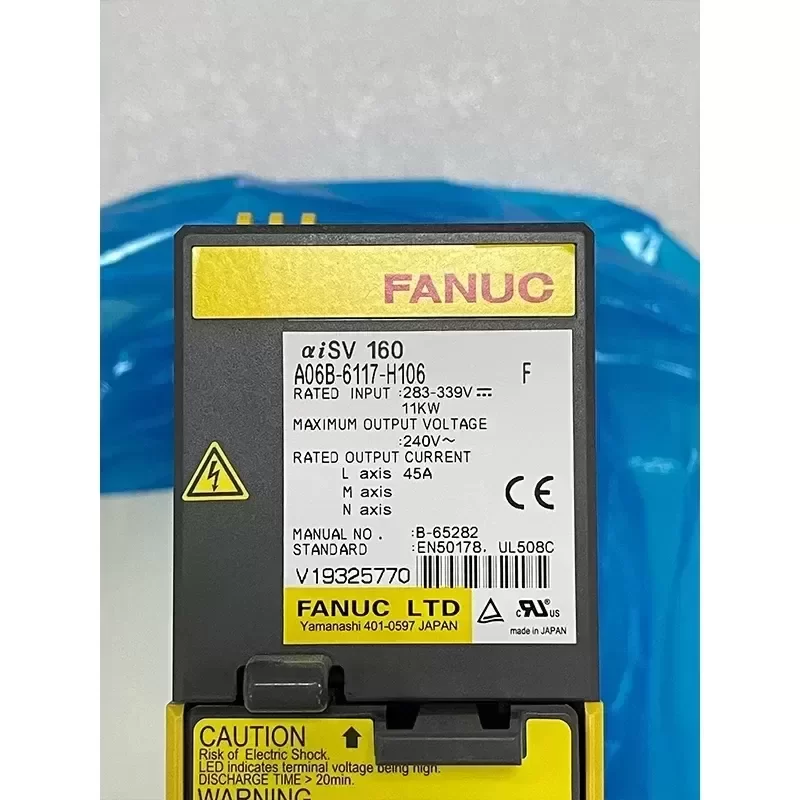 FANUC
αiSV 160
A06B-6117-H106 F
RATED INPUT :283-339V⎓
11KW
MAXIMUM OUTPUT VOLTAGE
:240V～
RATED OUTPUT CURRENT
L axis 45A
M axis
N axis
CE
MANUAL NO. :B-65282
STANDARD :EN50178, UL508C
V19325770
FANUC LTD
Yamanashi 401-0597 JAPAN
c RU US
made in JAPAN
CAUTION
Risk of Electric Shock.
LED indicates terminal voltage being high.
DISCHARGE TIME > 20min.
WARNING